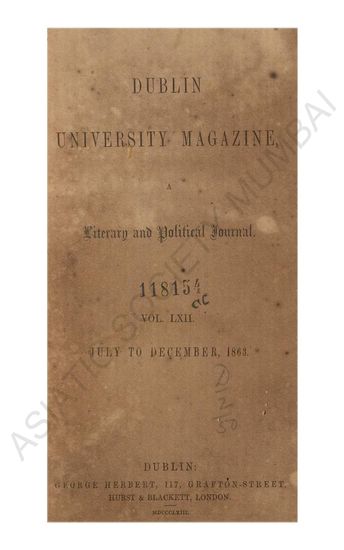 DUBLIN
UNIVERSITY MAGAZINE,
A
Literary and Political Journal.
118154
VOL. LXII.
JULY TO DECEMBER, 1863.
DUBLIN:
GEORGE HERBERT, 117, GRAFTON-STREET.
HURST & BLACKETT, LONDON.
MDCCCLXIII.
ASIATIC SOCIETY MUMBAI